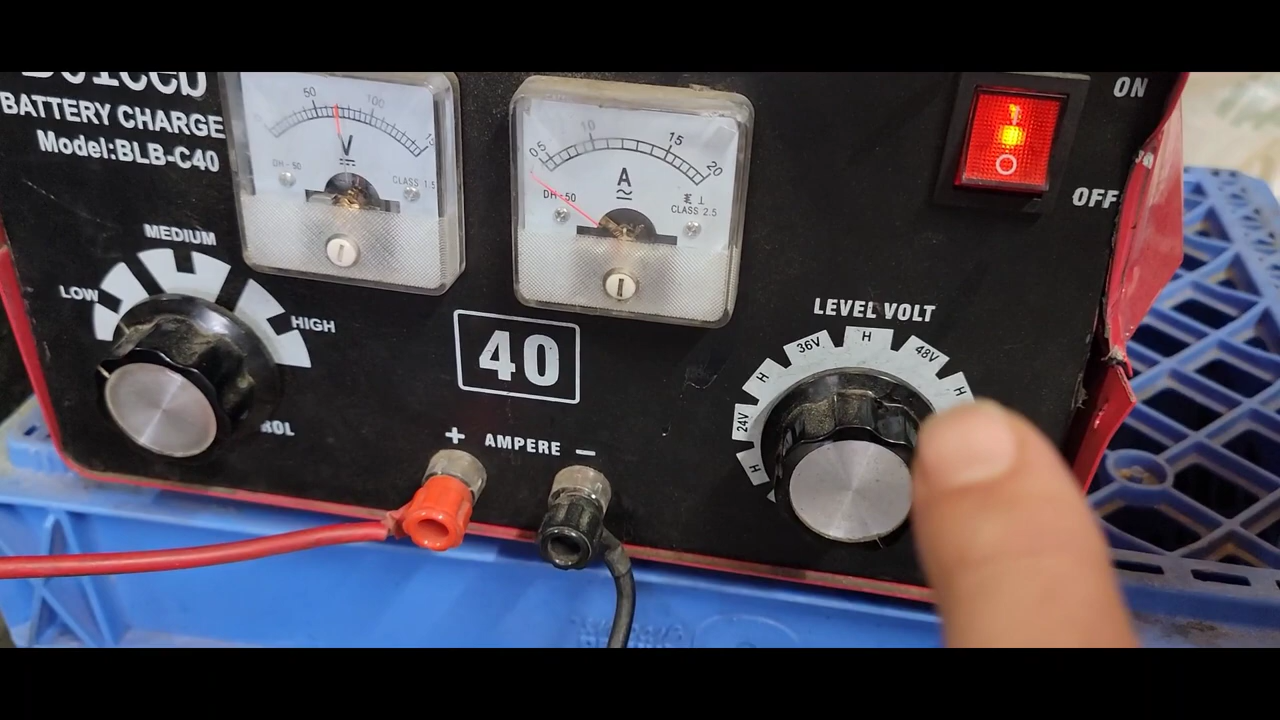 BATTERY CHARGE
Model:BLB-C40
50
100
V
DH-50
CLASS 1.5
0 5
10
15
20
A
DH-50
CLASS 2.5
I
O
ON
OFF
LOW
MEDIUM
HIGH
40
+ AMPERE −
LEVEL VOLT
H
24V
H
36V
H
48V
H